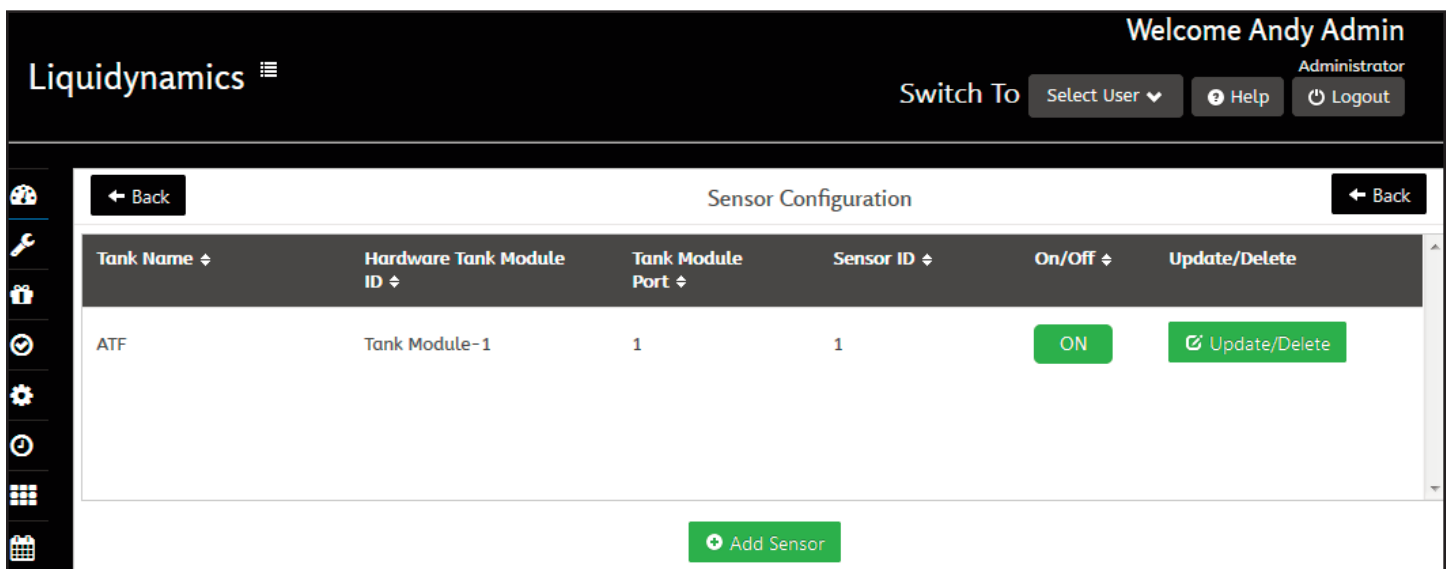 Welcome Andy Admin
Liquidynamics
Administrator
Switch To Select User Help Logout
Back Sensor Configuration Back
Tank Name Hardware Tank Module Tank Module Sensor ID On/Off Update/Delete
ID Port
ATF Tank Module-1 1 1 ON Update/Delete
Add Sensor